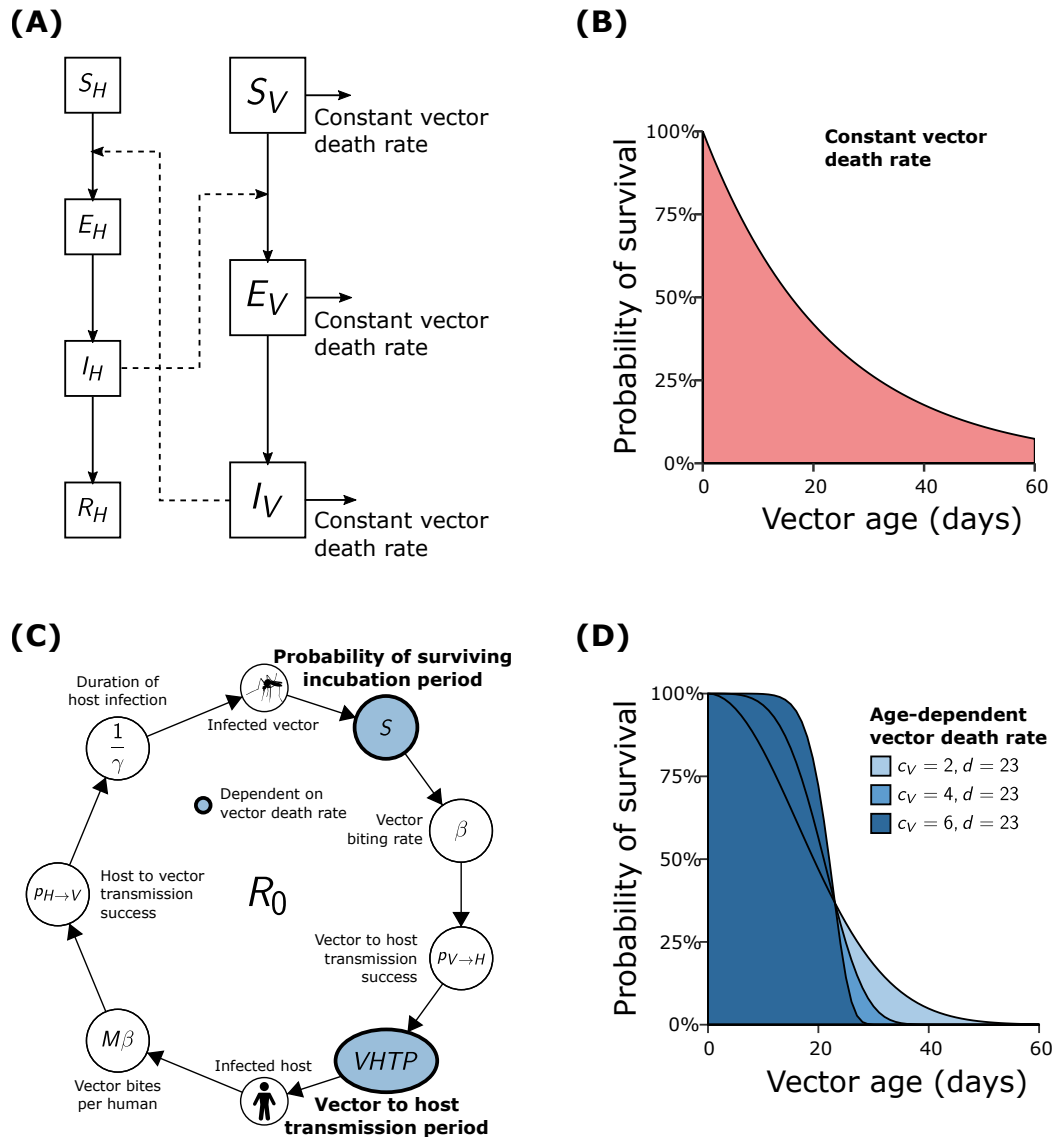 (A)
S_H
E_H
I_H
R_H
S_V
Constant vector
death rate
E_V
Constant vector
death rate
I_V
Constant vector
death rate
(B)
Constant vector
death rate
Probability of survival
100%
75%
50%
25%
0%
0
20
40
60
Vector age (days)
(C)
Probability of surviving
incubation period
Duration of
host infection
1
γ
Infected vector
S
Dependent on
vector death rate
Vector
biting rate
β
p_{H→V}
Host to vector
transmission
success
R_0
Vector to host
transmission
success
p_{V→H}
Mβ
Vector bites
per human
Infected host
VHTP
Vector to host
transmission period
(D)
Age-dependent
vector death rate
c_V = 2, d = 23
c_V = 4, d = 23
c_V = 6, d = 23
Probability of survival
100%
75%
50%
25%
0%
0
20
40
60
Vector age (days)